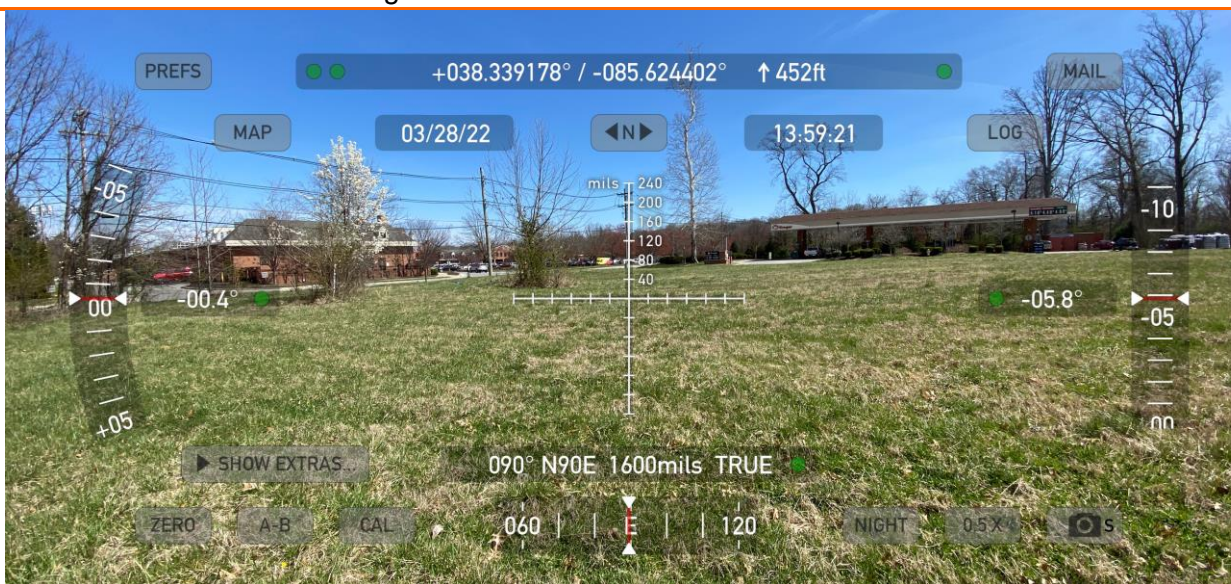 PREFS
+038.339178° / -085.624402° ↑ 452ft
MAIL
MAP
03/28/22
◀N▶
13:59:21
LOG
mils
240
200
160
120
80
40
-05
00
+05
-00.4°
-05.8°
-10
-05
00
▶ SHOW EXTRAS...
090° N90E 1600mils TRUE
ZERO
A-B
CAL
060
E
120
NIGHT
0.5X
S